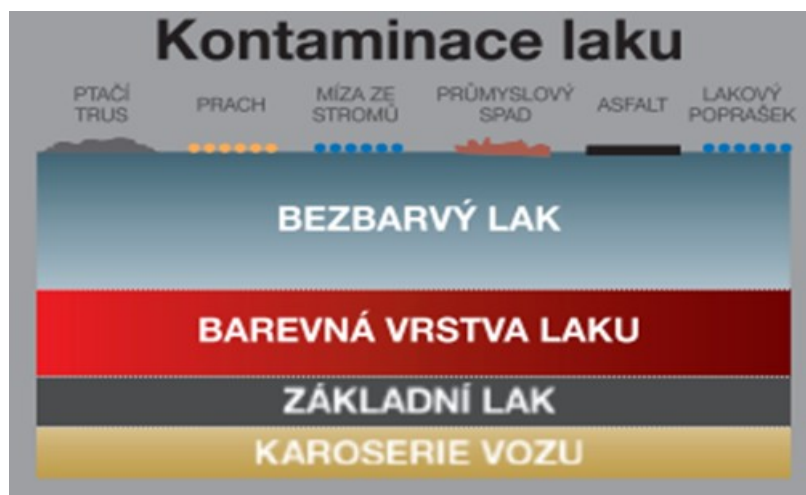 Kontaminace laku
PTAČÍ
TRUS
PRACH
MÍZA ZE
STROMŮ
PRŮMYSLOVÝ
SPAD
ASFALT
LAKOVÝ
POPRAŠEK
BEZBARVÝ LAK
BAREVNÁ VRSTVA LAKU
ZÁKLADNÍ LAK
KAROSERIE VOZU